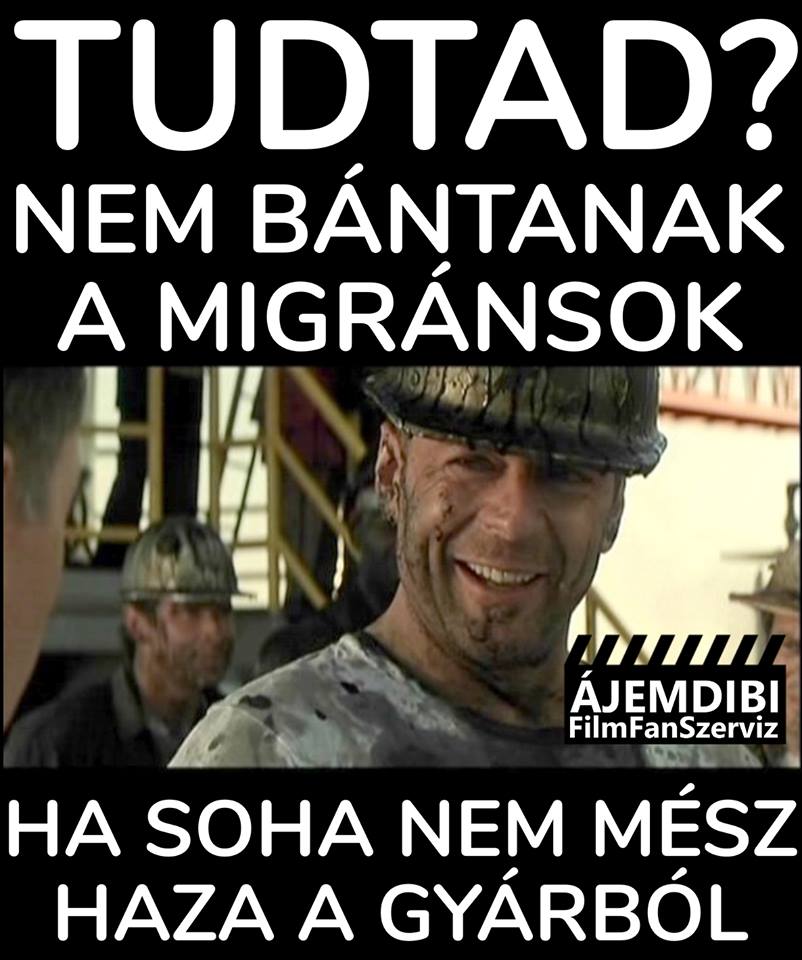 TUDTAD?
NEM BÁNTANAK
A MIGRÁNSOK
ÁJEMDIBI
FilmFanSzerviz
HA SOHA NEM MÉSZ
HAZA A GYÁRBÓL